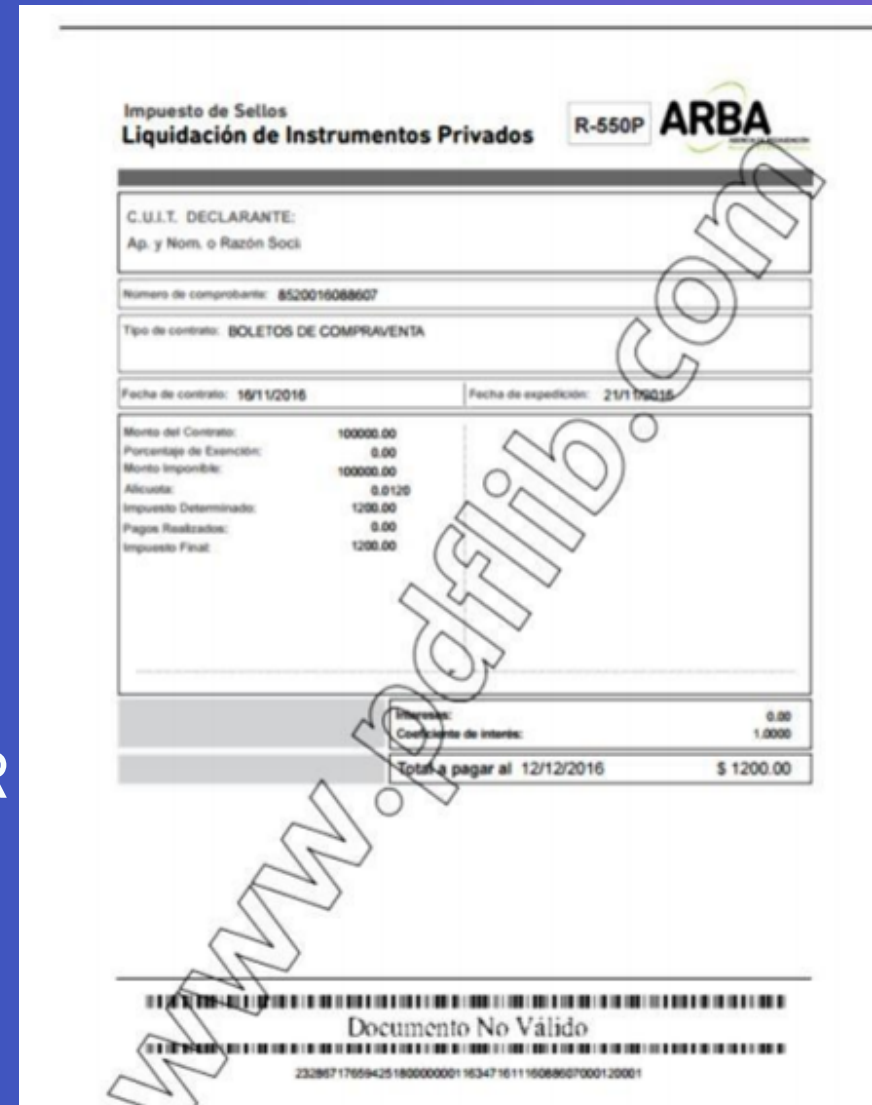 Impuesto de Sellos
Liquidación de Instrumentos Privados
R-550P
ARBA
C.U.I.T. DECLARANTE:
Ap. y Nom. o Razón Soci
Número de comprobante: 8520016088607
Tipo de contrato: BOLETOS DE COMPRAVENTA
Fecha de contrato: 16/11/2016 Fecha de expedición: 21/11/2016
Monto del Contrato: 100000.00
Porcentaje de Exención: 0.00
Monto Imponible: 100000.00
Alicuota: 0.0120
Impuesto Determinado: 1200.00
Pagos Realizados: 0.00
Impuesto Final: 1200.00
Intereses: 0.00
Coeficiente de interés: 1.0000
Total a pagar al 12/12/2016 $ 1200.00
www.pdflib.com
R
Documento No Válido